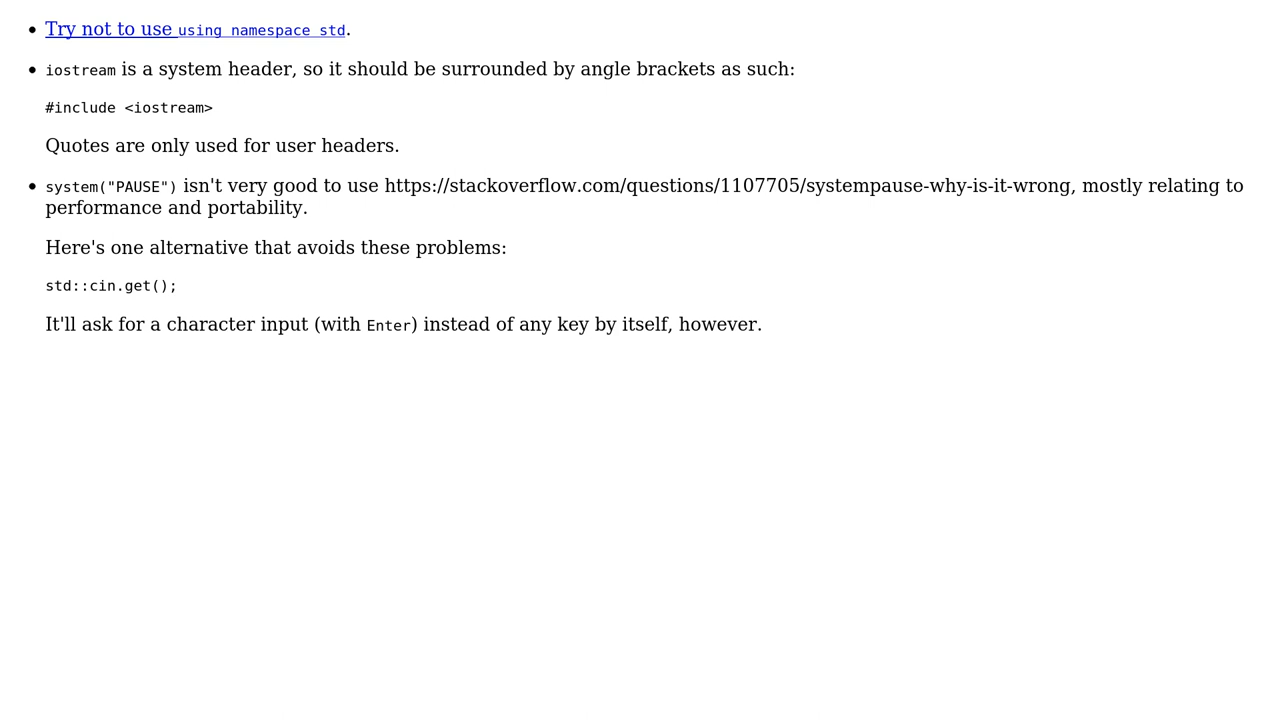 Try not to use using namespace std.
iostream is a system header, so it should be surrounded by angle brackets as such:
#include <iostream>
Quotes are only used for user headers.
system("PAUSE") isn't very good to use https://stackoverflow.com/questions/1107705/systempause-why-is-it-wrong, mostly relating to
performance and portability.
Here's one alternative that avoids these problems:
std::cin.get();
It'll ask for a character input (with Enter) instead of any key by itself, however.